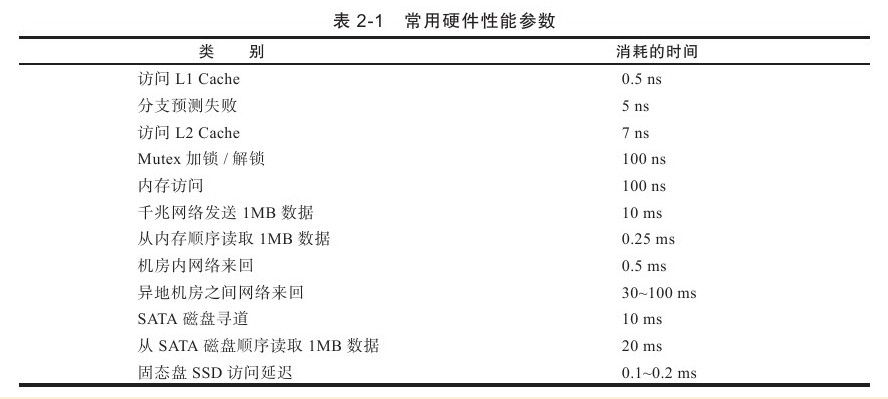 表 2-1 常用硬件性能参数
类 别 消耗的时间
访问 L1 Cache 0.5 ns
分支预测失败 5 ns
访问 L2 Cache 7 ns
Mutex 加锁 / 解锁 100 ns
内存访问 100 ns
千兆网络发送 1MB 数据 10 ms
从内存顺序读取 1MB 数据 0.25 ms
机房内网络来回 0.5 ms
异地机房之间网络来回 30~100 ms
SATA 磁盘寻道 10 ms
从 SATA 磁盘顺序读取 1MB 数据 20 ms
固态盘 SSD 访问延迟 0.1~0.2 ms